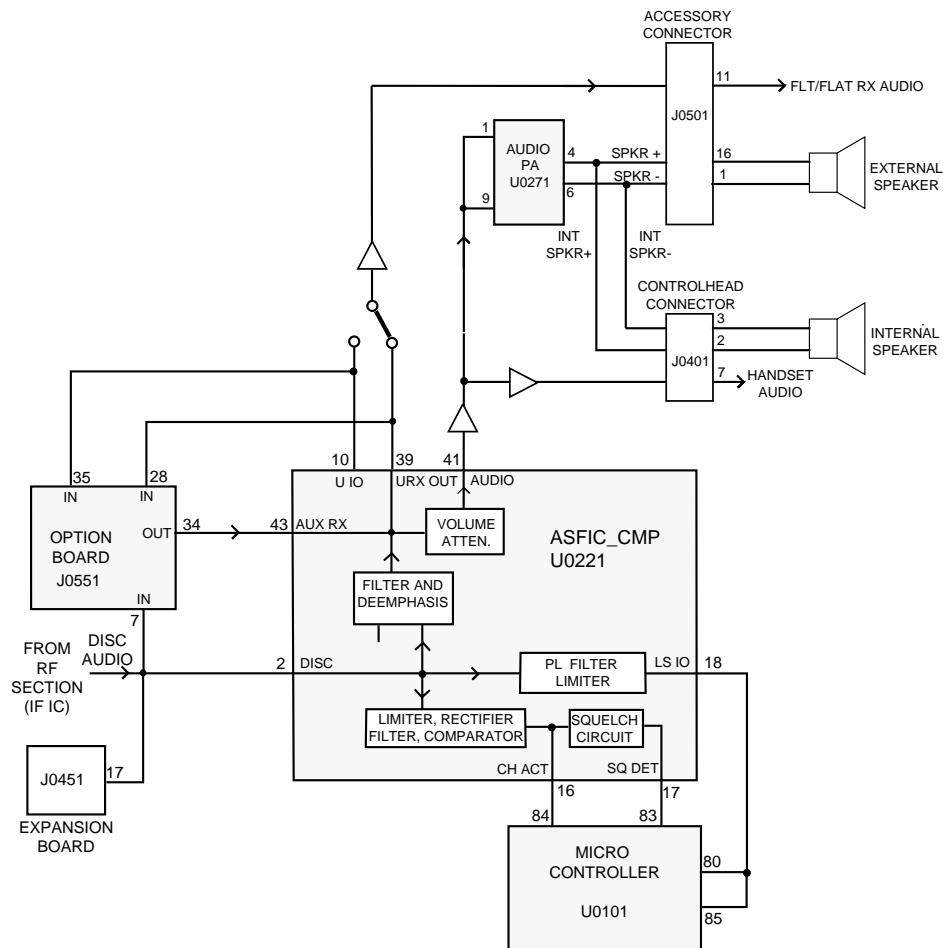 ACCESSORY
CONNECTOR
11
FLT/FLAT RX AUDIO
J0501
1
AUDIO
PA
U0271
4
SPKR +
16
EXTERNAL
SPEAKER
SPKR -
1
6
9
INT
SPKR+
INT
SPKR-
CONTROLHEAD
CONNECTOR
3
INTERNAL
SPEAKER
2
J0401
7
HANDSET
AUDIO
10
39
41
U IO
URX OUT
AUDIO
35
28
IN
IN
OPTION
BOARD
J0551
OUT
34
43
AUX RX
VOLUME
ATTEN.
ASFIC_CMP
U0221
FILTER AND
DEEMPHASIS
IN
7
FROM
RF
SECTION
(IF IC)
DISC
AUDIO
2
DISC
PL FILTER
LIMITER
LS IO
18
LIMITER, RECTIFIER
FILTER, COMPARATOR
SQUELCH
CIRCUIT
J0451
17
EXPANSION
BOARD
CH ACT
SQ DET
16
17
84
83
MICRO
CONTROLLER
U0101
80
85